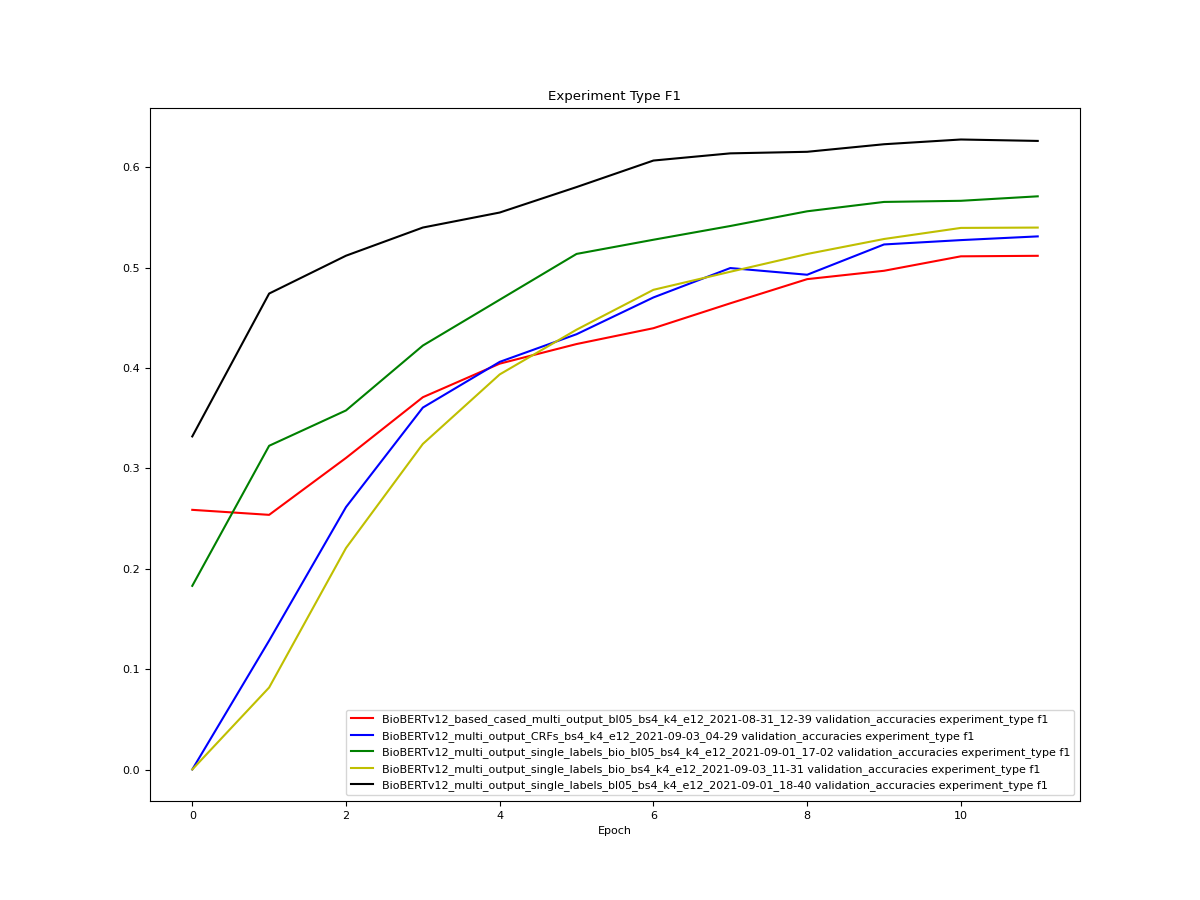 Experiment Type F1
0.6
0.5
0.4
0.3
0.2
0.1
0.0
BioBERTv12_based_cased_multi_output_bl05_bs4_k4_e12_2021-08-31_12-39 validation_accuracies experiment_type f1
BioBERTv12_multi_output_CRFs_bs4_k4_e12_2021-09-03_04-29 validation_accuracies experiment_type f1
BioBERTv12_multi_output_single_labels_bio_bl05_bs4_k4_e12_2021-09-01_17-02 validation_accuracies experiment_type f1
BioBERTv12_multi_output_single_labels_bio_bs4_k4_e12_2021-09-03_11-31 validation_accuracies experiment_type f1
BioBERTv12_multi_output_single_labels_bl05_bs4_k4_e12_2021-09-01_18-40 validation_accuracies experiment_type f1
0 2 4 6 8 10
Epoch